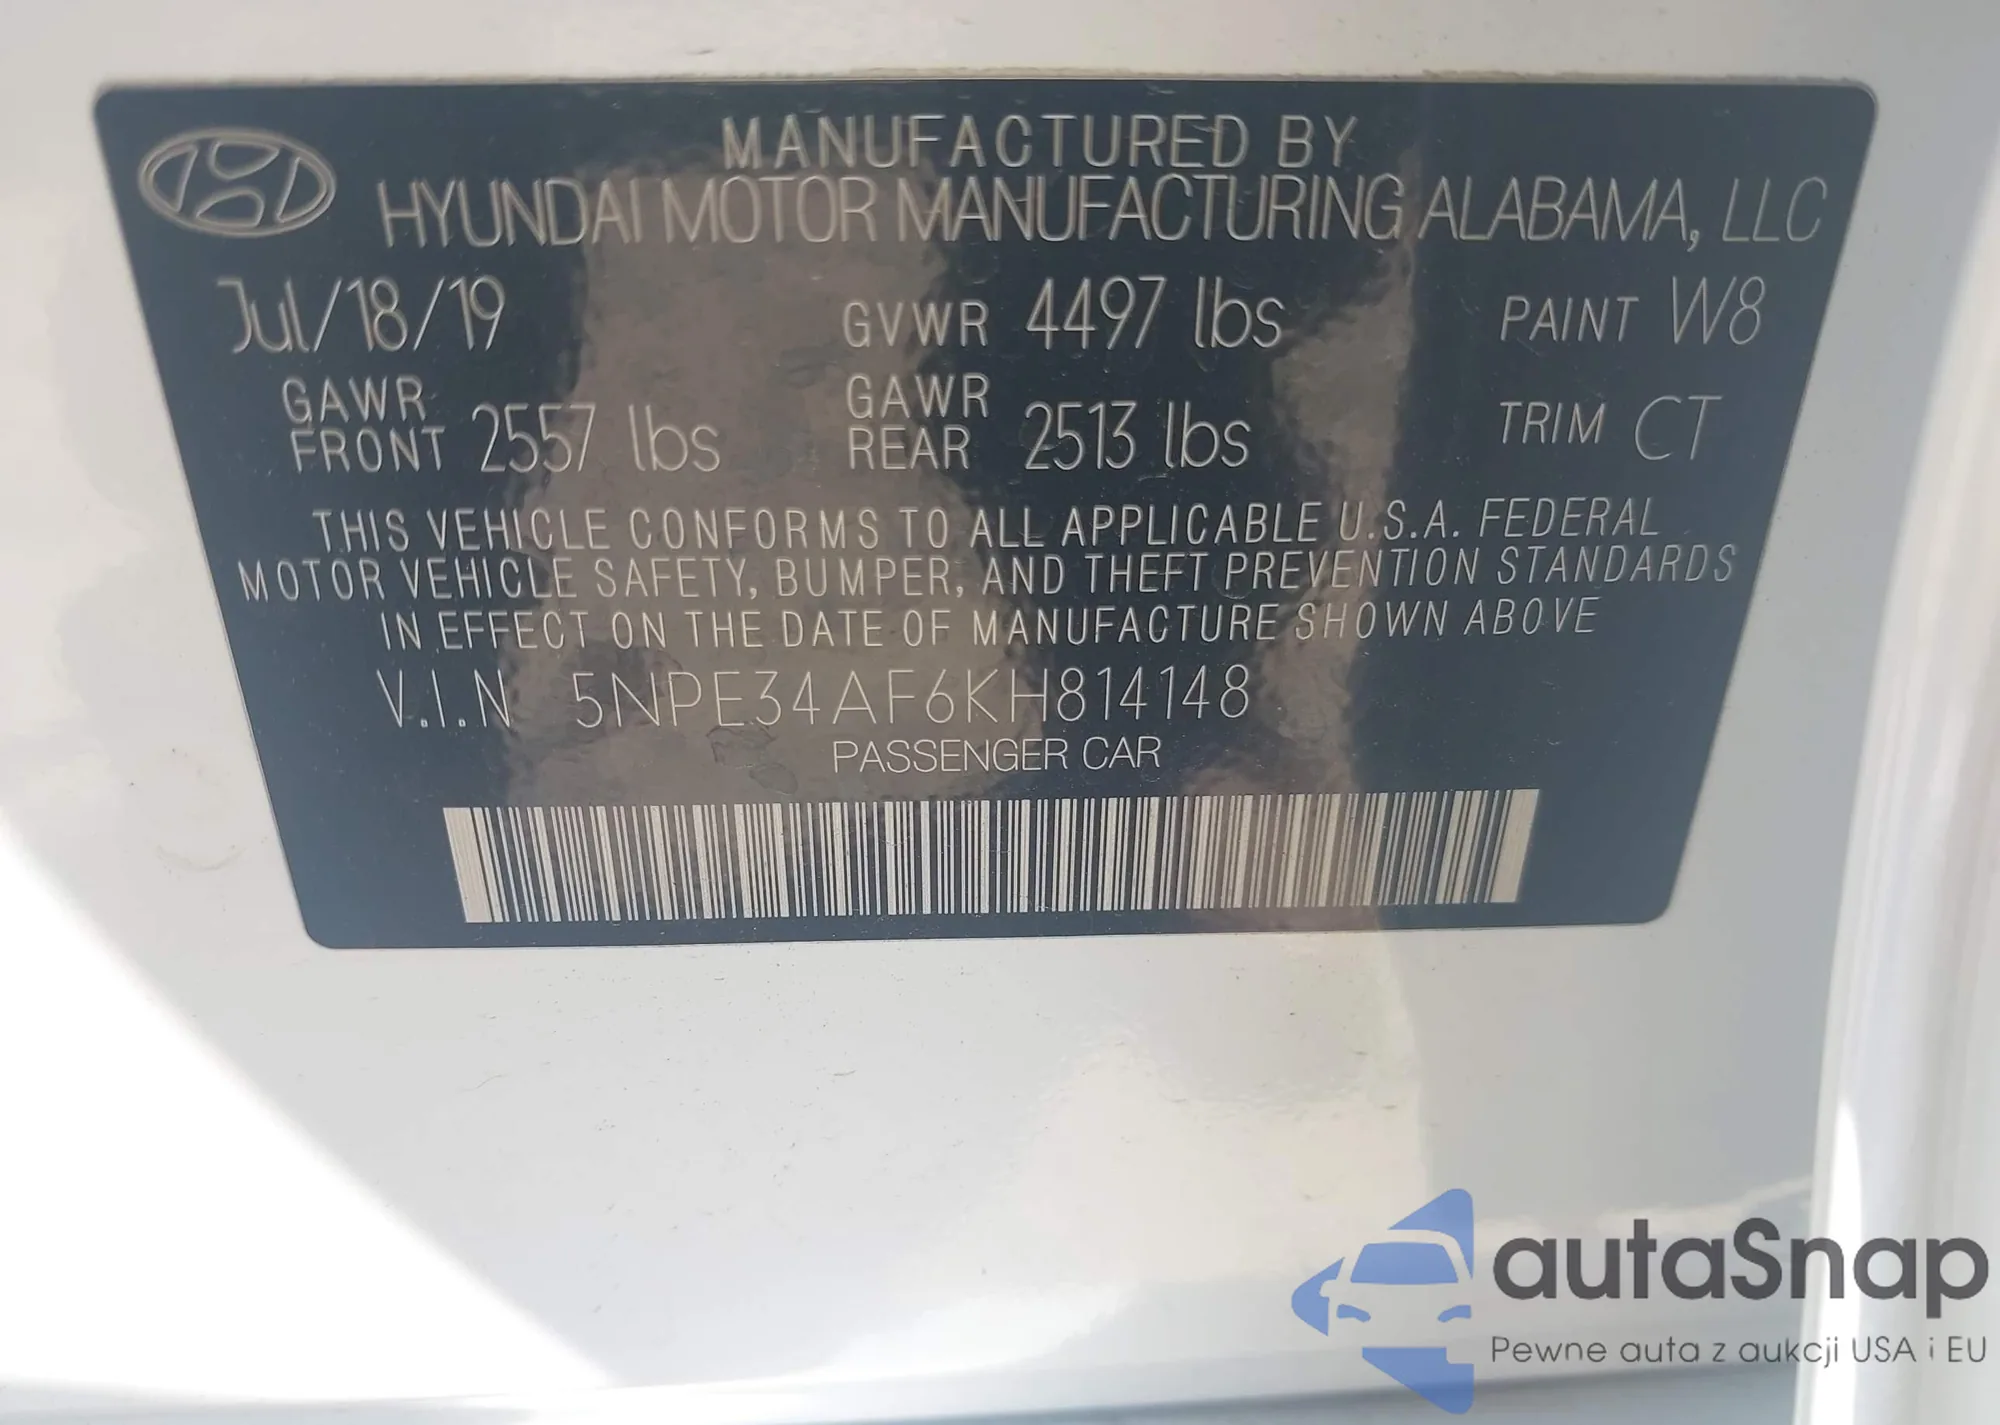 MANUFACTURED BY
HYUNDAI MOTOR MANUFACTURING ALABAMA, LLC
Jul/18/19 GVWR 4497 lbs PAINT W8
GAWR FRONT 2557 lbs GAWR REAR 2513 lbs TRIM CT
THIS VEHICLE CONFORMS TO ALL APPLICABLE U.S.A. FEDERAL
MOTOR VEHICLE SAFETY, BUMPER, AND THEFT PREVENTION STANDARDS
IN EFFECT ON THE DATE OF MANUFACTURE SHOWN ABOVE
V.I.N 5NPE34AF6KH814148
PASSENGER CAR
autaSnap
Pewne auta z aukcji USA i EU